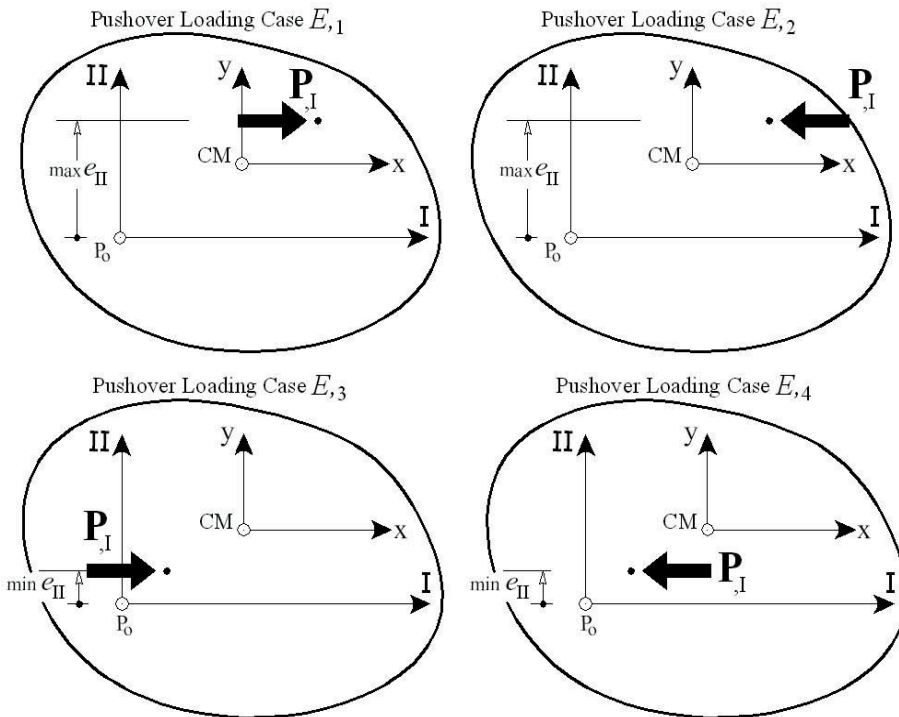 Pushover Loading Case E,1
II
y
P,I
CM
x
max eII
I
Po
Pushover Loading Case E,2
II
y
P,I
CM
x
max eII
I
Po
Pushover Loading Case E,3
II
y
CM
x
P,I
min eII
I
Po
Pushover Loading Case E,4
II
y
CM
x
P,I
min eII
I
Po